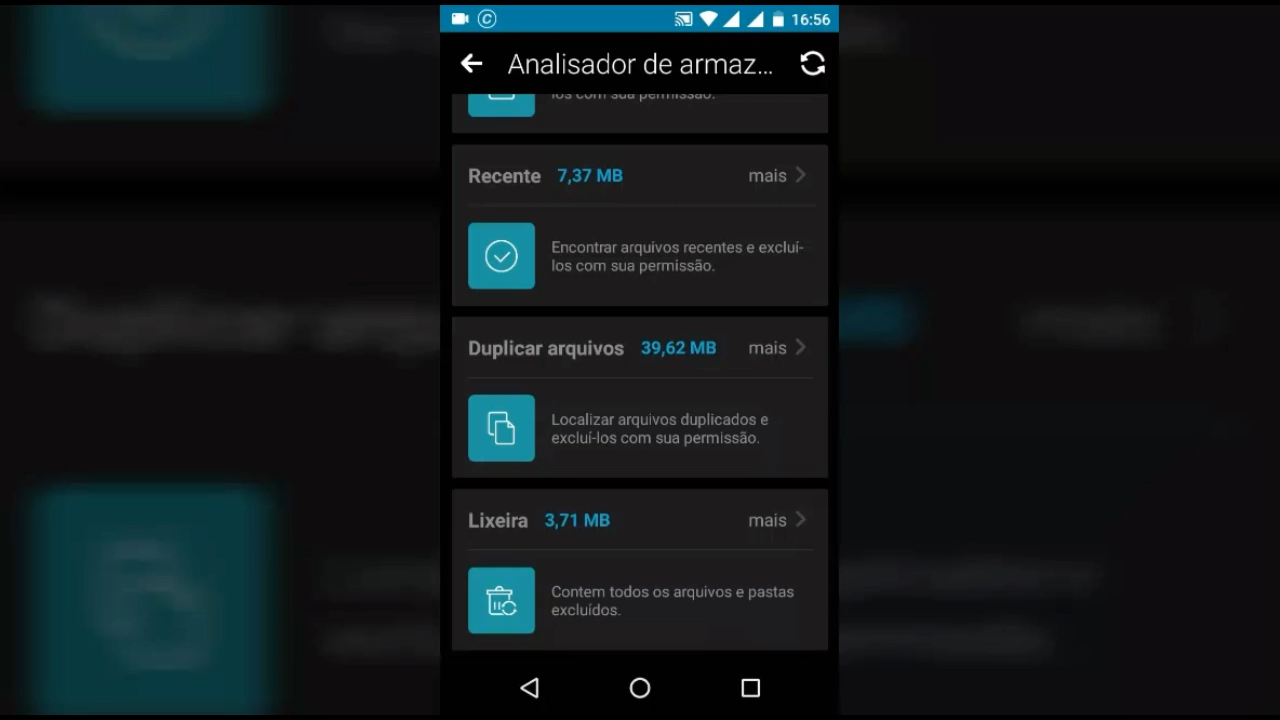 16:56
Analisador de armaz...
los com sua permissão.
Recente 7,37 MB mais
Encontrar arquivos recentes e excluí-
los com sua permissão.
Duplicar arquivos 39,62 MB mais
Localizar arquivos duplicados e
excluí-los com sua permissão.
Lixeira 3,71 MB mais
Contem todos os arquivos e pastas
excluídos.